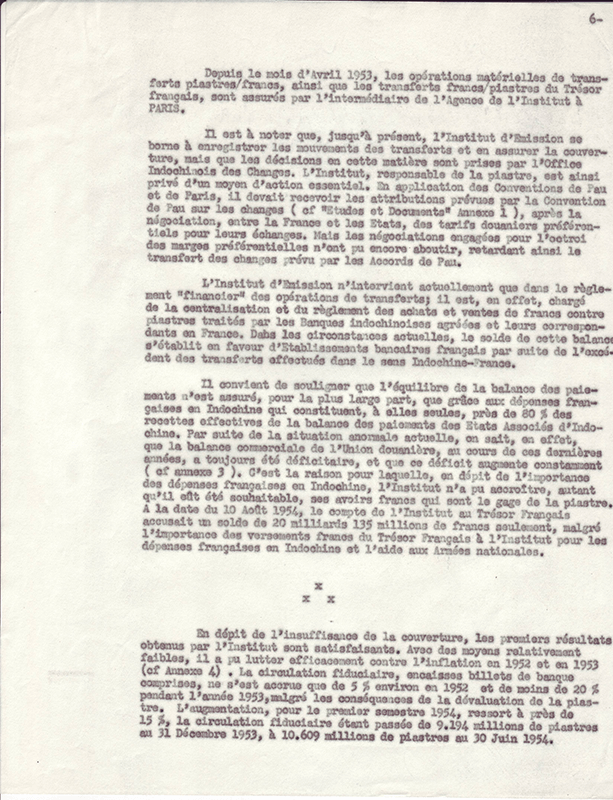 6-
Depuis le mois d'Avril 1953, les opérations matérielles de trans-
ferts piastres/francs, ainsi que les transferts francs/piastres du Trésor
français, sont assurés par l'intermédiaire de l'Agence de l'Institut à
PARIS.
Il est à noter que, jusqu'à présent, l'Institut d'Emission se
borne à enregistrer les mouvements des transferts et en assurer la couver-
ture, mais que les décisions en cette matière sont prises par l'Office
Indochinois des Changes. L'Institut, responsable de la piastre, est ainsi
privé d'un moyen d'action essentiel. En application des Conventions de Pau
et de Paris, il devait recevoir les attributions prévues par la Convention
de Pau sur les changes ( cf "Etudes et Documents" Annexe 1 ), après la
négociation, entre la France et les Etats, des tarifs douaniers préféren-
tiels pour leurs échanges. Mais les négociations engagées pour l'octroi
des marges préférentielles n'ont pu encore aboutir, retardant ainsi le
transfert des changes prévu par les Accords de Pau.
L'Institut d'Emission n'intervient actuellement que dans le règle-
ment "financier" des opérations de transferts; il est, en effet, chargé
de la centralisation et du règlement des achats et ventes de francs contre
piastres traités par les Banques indochinoises agréées et leurs correspon-
dants en France. Dans les circonstances actuelles, le solde de cette balance
s'établit en faveur d'Etablissements bancaires français par suite de l'excé-
dent des transferts effectués dans le sens Indochine-France.
Il convient de souligner que l'équilibre de la balance des paie-
ments n'est assuré, pour la plus large part, que grâce aux dépenses fran-
çaises en Indochine qui constituent, à elles seules, près de 80 % des
recettes effectives de la balance des paiements des Etats Associés d'Indo-
chine. Par suite de la situation anormale actuelle, on sait, en effet,
que la balance commerciale de l'Union douanière, au cours de ces dernières
années, a toujours été déficitaire, et que ce déficit augmente constamment
( cf annexe 3 ). C'est la raison pour laquelle, en dépit de l'importance
des dépenses françaises en Indochine, l'Institut n'a pu accroître, autant
qu'il eût été souhaitable, ses avoirs francs qui sont le gage de la piastre.
A la date du 10 Août 1954, le compte de l'Institut au Trésor Français
accusait un solde de 20 milliards 135 millions de francs seulement, malgré
l'importance des versements francs du Trésor Français à l'Institut pour les
dépenses françaises en Indochine et l'aide aux Armées nationales.
x
x x
En dépit de l'insuffisance de la couverture, les premiers résultats
obtenus par l'Institut sont satisfaisants. Avec des moyens relativement
faibles, il a pu lutter efficacement contre l'inflation en 1952 et en 1953
(cf Annexe 4) . La circulation fiduciaire, encaisses billets de banque
comprises, ne s'est accrue que de 5 % environ en 1952 et de moins de 20 %
pendant l'année 1953,malgré les conséquences de la dévaluation de la pias-
tre. L'augmentation, pour le premier semestre 1954, ressort à près de
15 %, la circulation fiduciaire étant passée de 9.194 millions de piastres
au 31 Décembre 1953, à 10.609 millions de piastres au 30 Juin 1954.